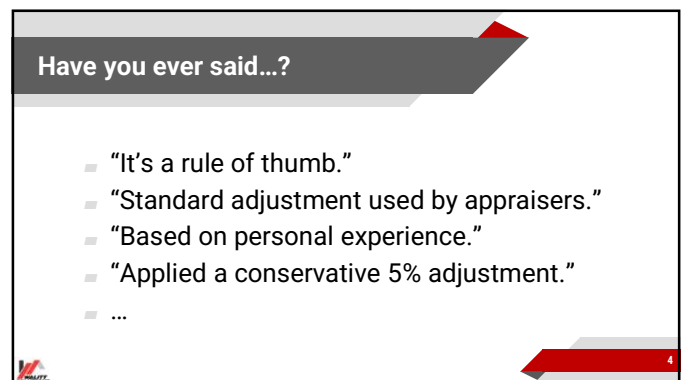 Have you ever said…?
“It’s a rule of thumb.”
“Standard adjustment used by appraisers.”
“Based on personal experience.”
“Applied a conservative 5% adjustment.”
…
WALITT
4